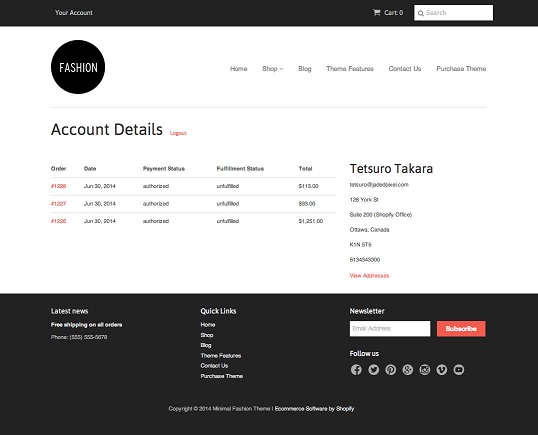 Your Account
Cart: 0
Search
FASHION
Home
Shop
Blog
Theme Features
Contact Us
Purchase Theme
Account Details
Logout
Order Date Payment Status Fulfillment Status Total
#1228 Jun 30, 2014 authorized unfulfilled $113.00
#1227 Jun 30, 2014 authorized unfulfilled $93.00
#1226 Jun 30, 2014 authorized unfulfilled $1,251.00
Tetsuro Takara
tetsuro@jadedpixel.com
126 York St
Suite 200 (Shopify Office)
Ottawa, Canada
K1N 5T5
6134343300
View Addresses
Latest news
Free shipping on all orders
Phone: (555) 555-5678
Quick Links
Home
Shop
Blog
Theme Features
Contact Us
Purchase Theme
Newsletter
Email Address
Subscribe
Follow us
Copyright © 2014 Minimal Fashion Theme | Ecommerce Software by Shopify